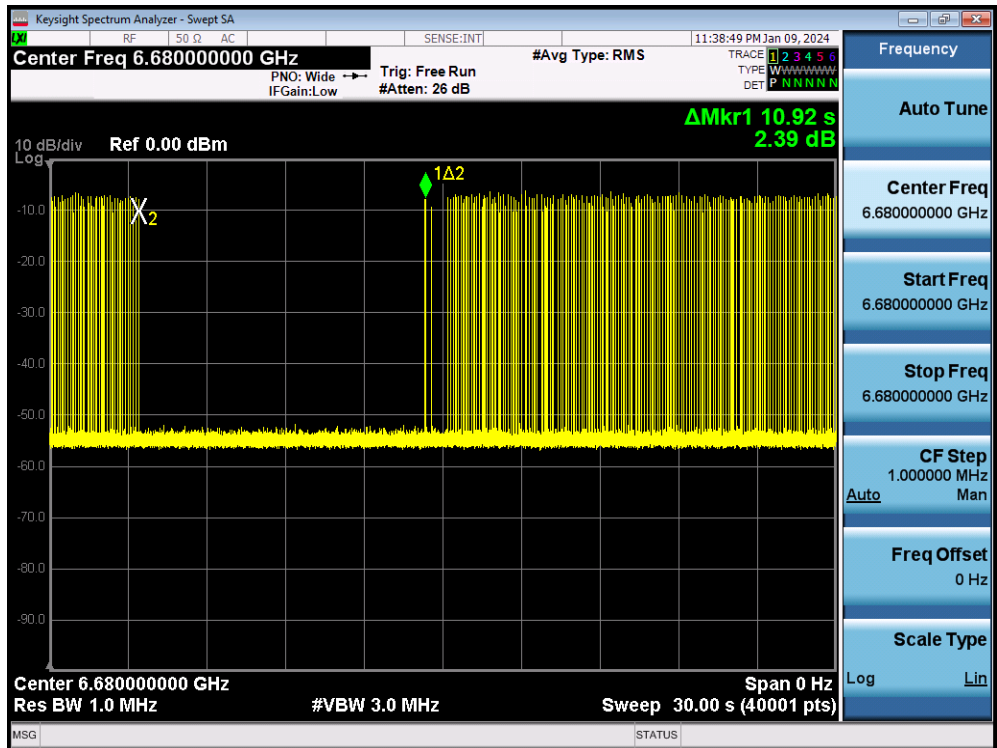 Keysight Spectrum Analyzer - Swept SA
LXI RF 50 Ω AC SENSE:INT 11:38:49 PM Jan 09, 2024
Center Freq 6.680000000 GHz
PNO: Wide
IFGain:Low
Trig: Free Run
#Atten: 26 dB
#Avg Type: RMS
TRACE 1 2 3 4 5 6
TYPE WWWWWW
DET P N N N N N
ΔMkr1 10.92 s
2.39 dB
10 dB/div Ref 0.00 dBm
Log
1Δ2
X2
-10.0
-20.0
-30.0
-40.0
-50.0
-60.0
-70.0
-80.0
-90.0
Center 6.680000000 GHz Span 0 Hz
Res BW 1.0 MHz #VBW 3.0 MHz Sweep 30.00 s (40001 pts)
MSG STATUS
Frequency
Auto Tune
Center Freq
6.680000000 GHz
Start Freq
6.680000000 GHz
Stop Freq
6.680000000 GHz
CF Step
1.000000 MHz
Auto Man
Freq Offset
0 Hz
Scale Type
Log Lin